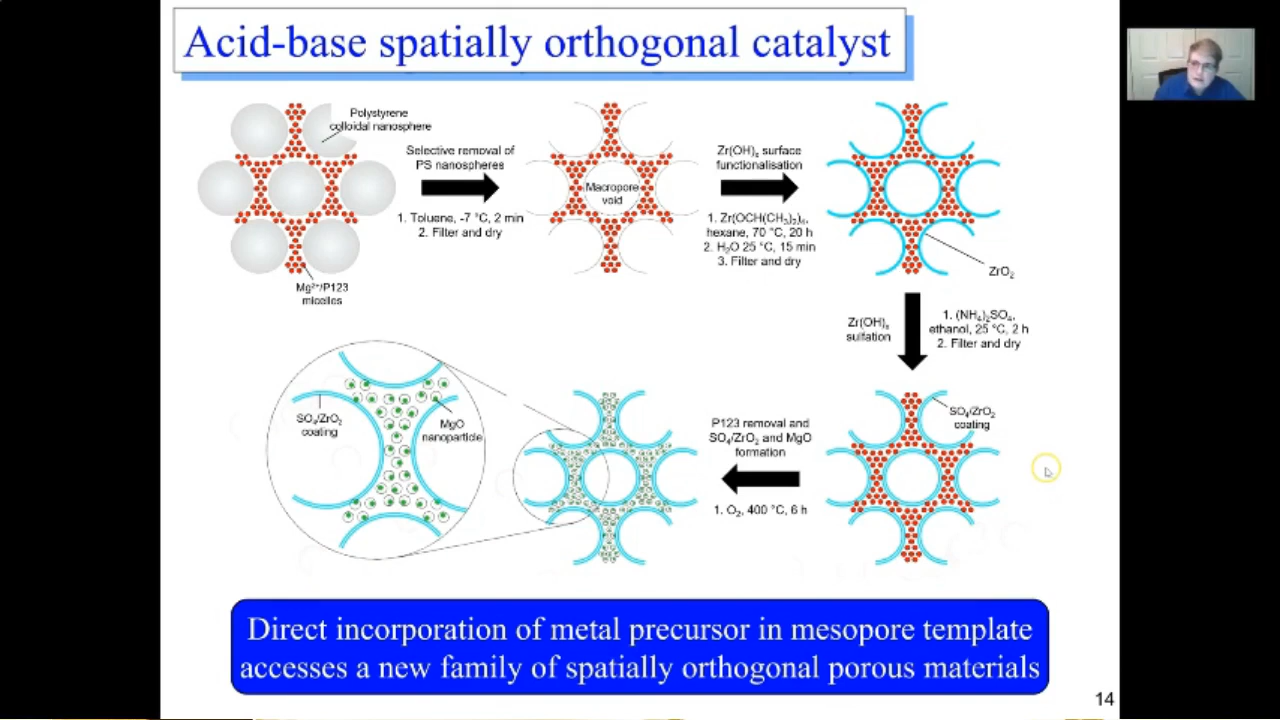 Acid-base spatially orthogonal catalyst
Polystyrene
colloidal nanosphere
Mg²⁺/P123
micelles
Selective removal of
PS nanospheres
1. Toluene, -7 °C, 2 min
2. Filter and dry
Macropore
void
Zr(OH)ₓ surface
functionalisation
1. Zr(OCH(CH₃)₂)₄,
hexane, 70 °C, 20 h
2. H₂O 25 °C, 15 min
3. Filter and dry
ZrO₂
Zr(OH)ₓ
sulfation
1. (NH₄)₂SO₄,
ethanol, 25 °C, 2 h
2. Filter and dry
SO₄/ZrO₂
coating
P123 removal and
SO₄/ZrO₂ and MgO
formation
1. O₂, 400 °C, 6 h
SO₄/ZrO₂
coating
MgO
nanoparticle
Direct incorporation of metal precursor in mesopore template
accesses a new family of spatially orthogonal porous materials
14